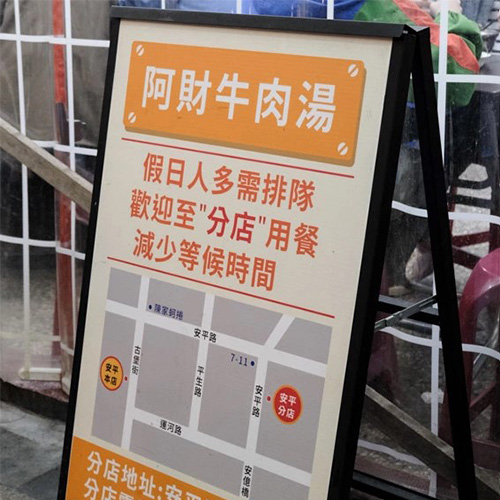 阿財牛肉湯
假日人多需排隊
歡迎至"分店"用餐
減少等候時間
陳家蚵捲
安平路
7-11
古堡街
平生路
安平路
安平
本店
安平
分店
運河路
安億橋
分店地址:安平
分店